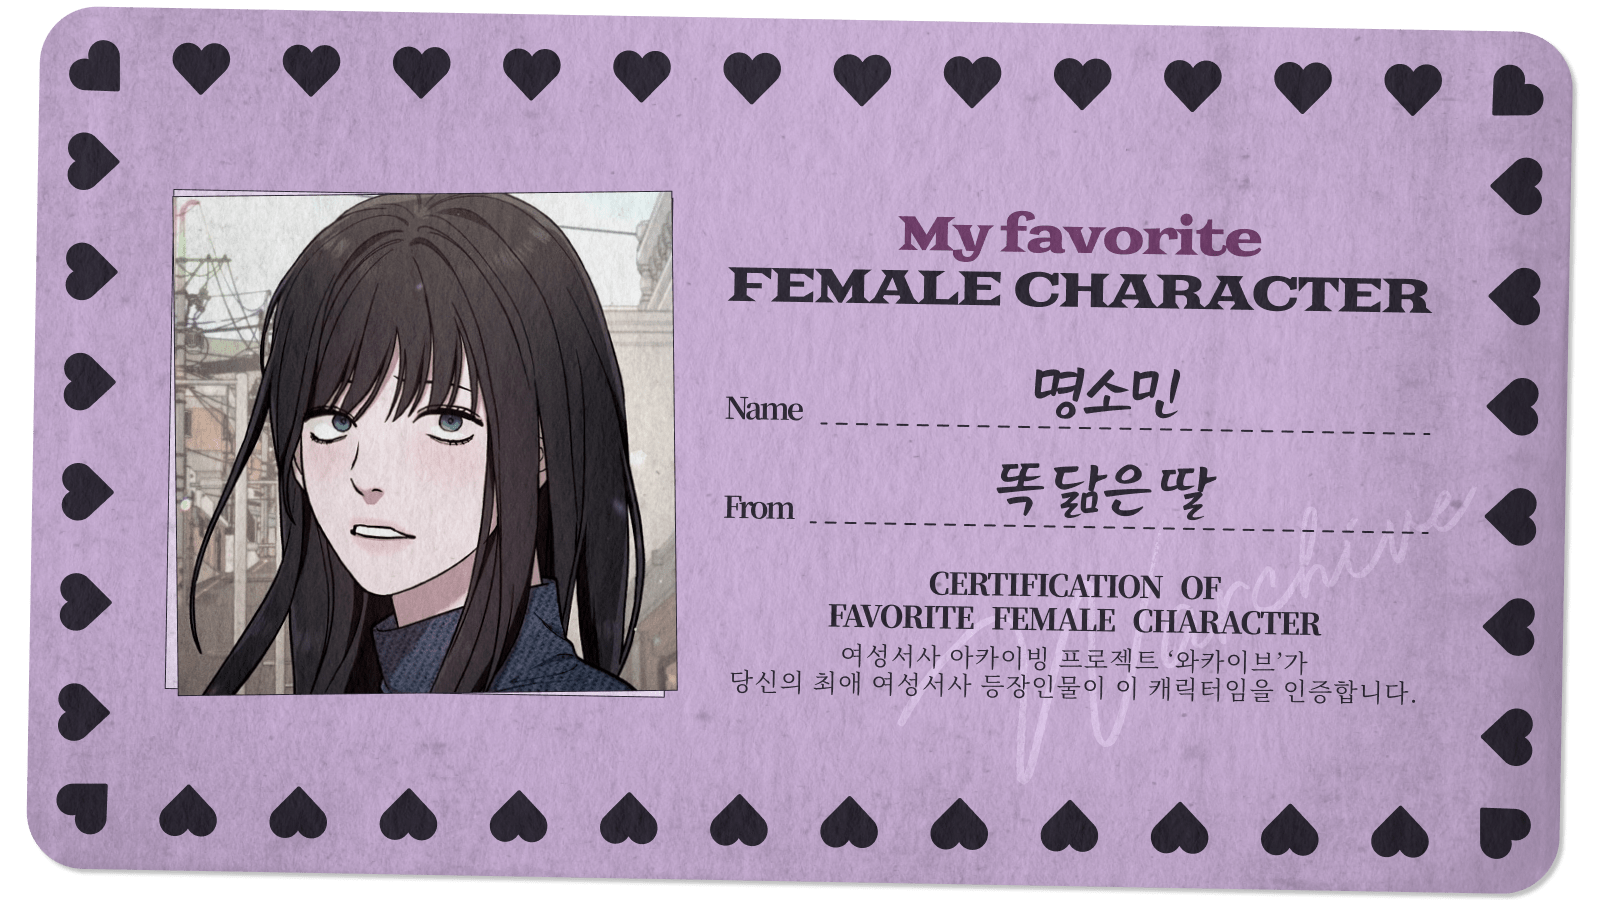 My favorite
FEMALE CHARACTER
Name 명소민
From 똑 닮은 딸
CERTIFICATION OF
FAVORITE FEMALE CHARACTER
여성서사 아카이빙 프로젝트 ‘와카이브’가
당신의 최애 여성서사 등장인물이 이 캐릭터임을 인증합니다.
Warchive